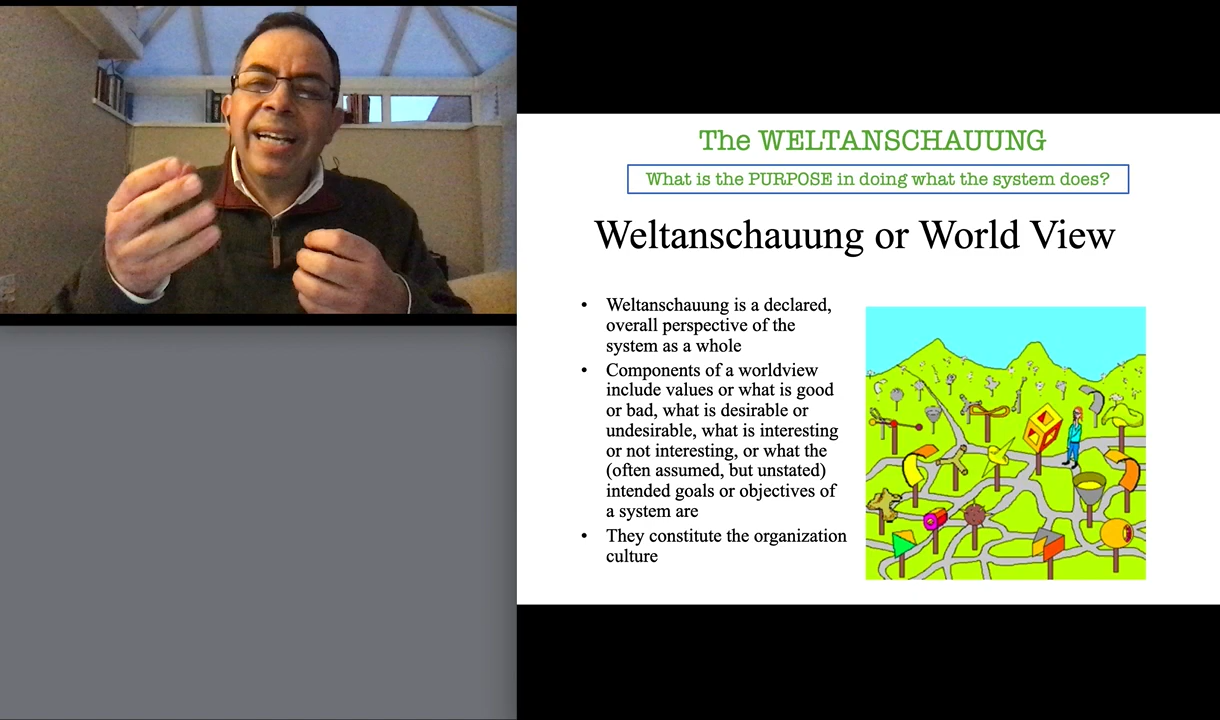 The WELTANSCHAUUNG
What is the PURPOSE in doing what the system does?
Weltanschauung or World View
• Weltanschauung is a declared,
overall perspective of the
system as a whole
• Components of a worldview
include values or what is good
or bad, what is desirable or
undesirable, what is interesting
or not interesting, or what the
(often assumed, but unstated)
intended goals or objectives of
a system are
• They constitute the organization
culture